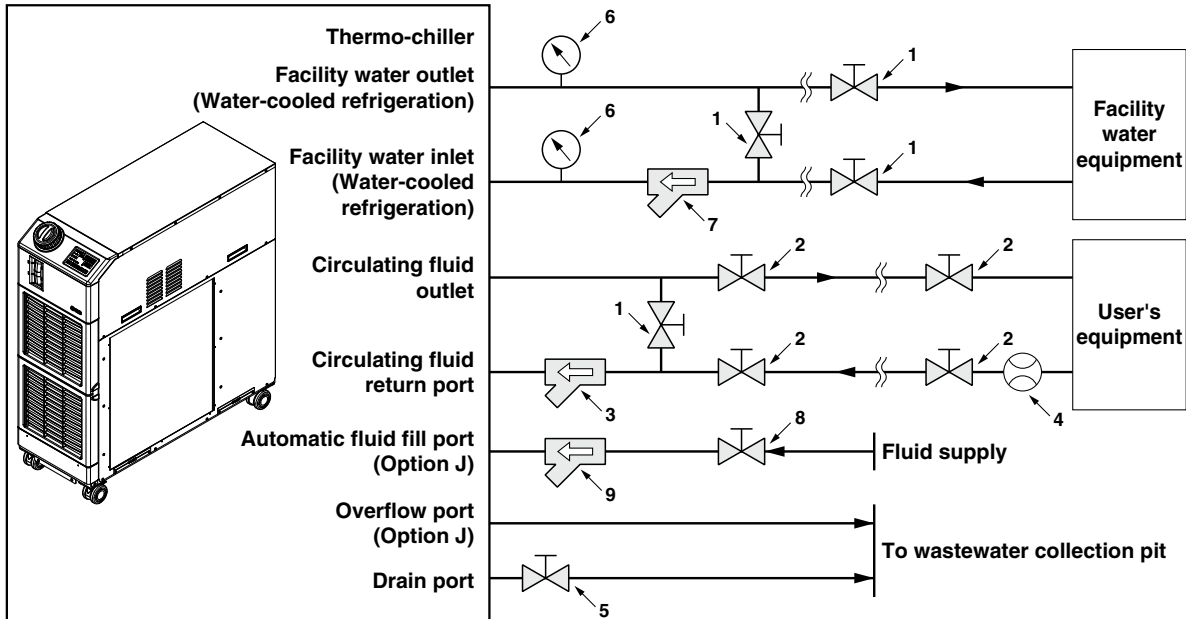 6
Thermo-chiller
1
Facility water outlet
(Water-cooled refrigeration)
6
1
1
Facility
water
equipment
Facility water inlet
(Water-cooled
refrigeration)
7
2
2
Circulating fluid
outlet
1
User's
equipment
2
2
Circulating fluid
return port
3
4
8
Automatic fluid fill port
(Option J)
Fluid supply
9
Overflow port
(Option J)
To wastewater collection pit
Drain port
5